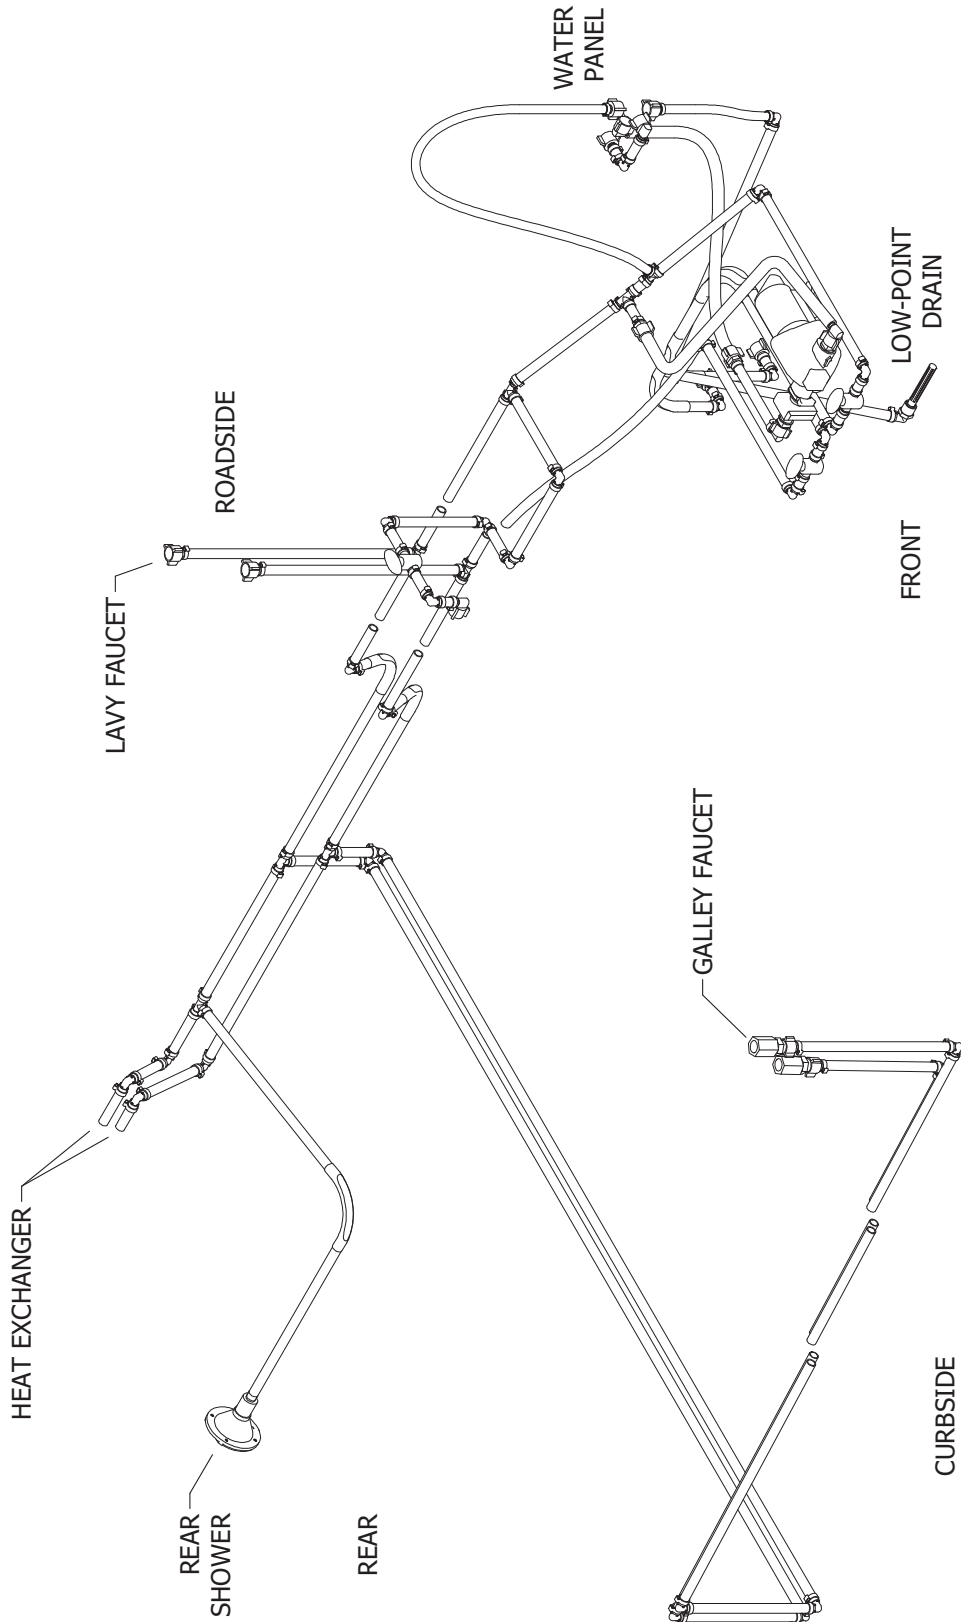 WATER
PANEL
ROADSIDE
LOW-POINT
DRAIN
LAVY FAUCET
FRONT
GALLEY FAUCET
HEAT EXCHANGER
REAR
SHOWER
REAR
CURBSIDE